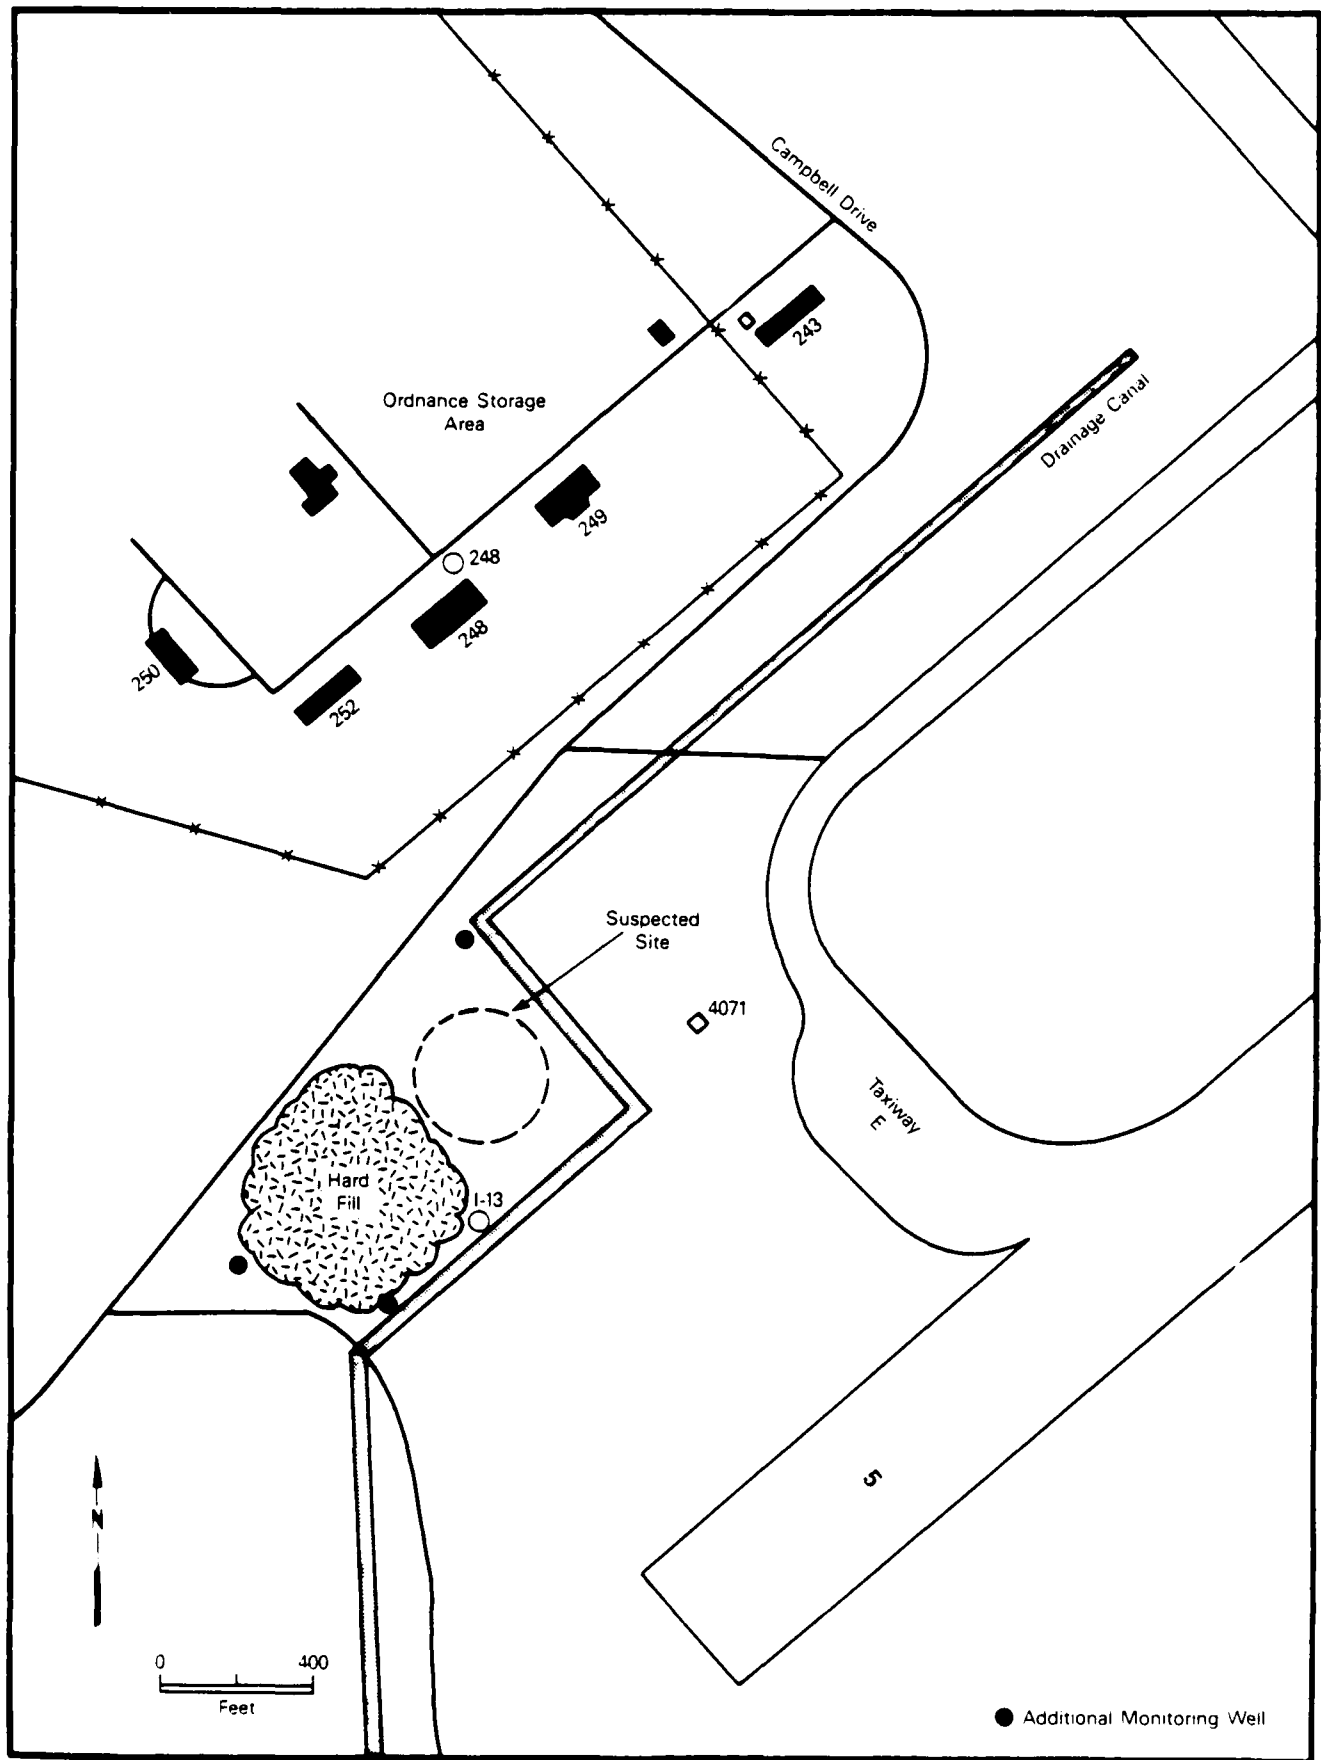 Campbell Drive
243
Drainage Canal
Ordnance Storage
Area
249
248
248
250
252
Suspected
Site
4071
Taxiway
E
Hard
Fill
I-13
5
N
0 400
Feet
Additional Monitoring Well